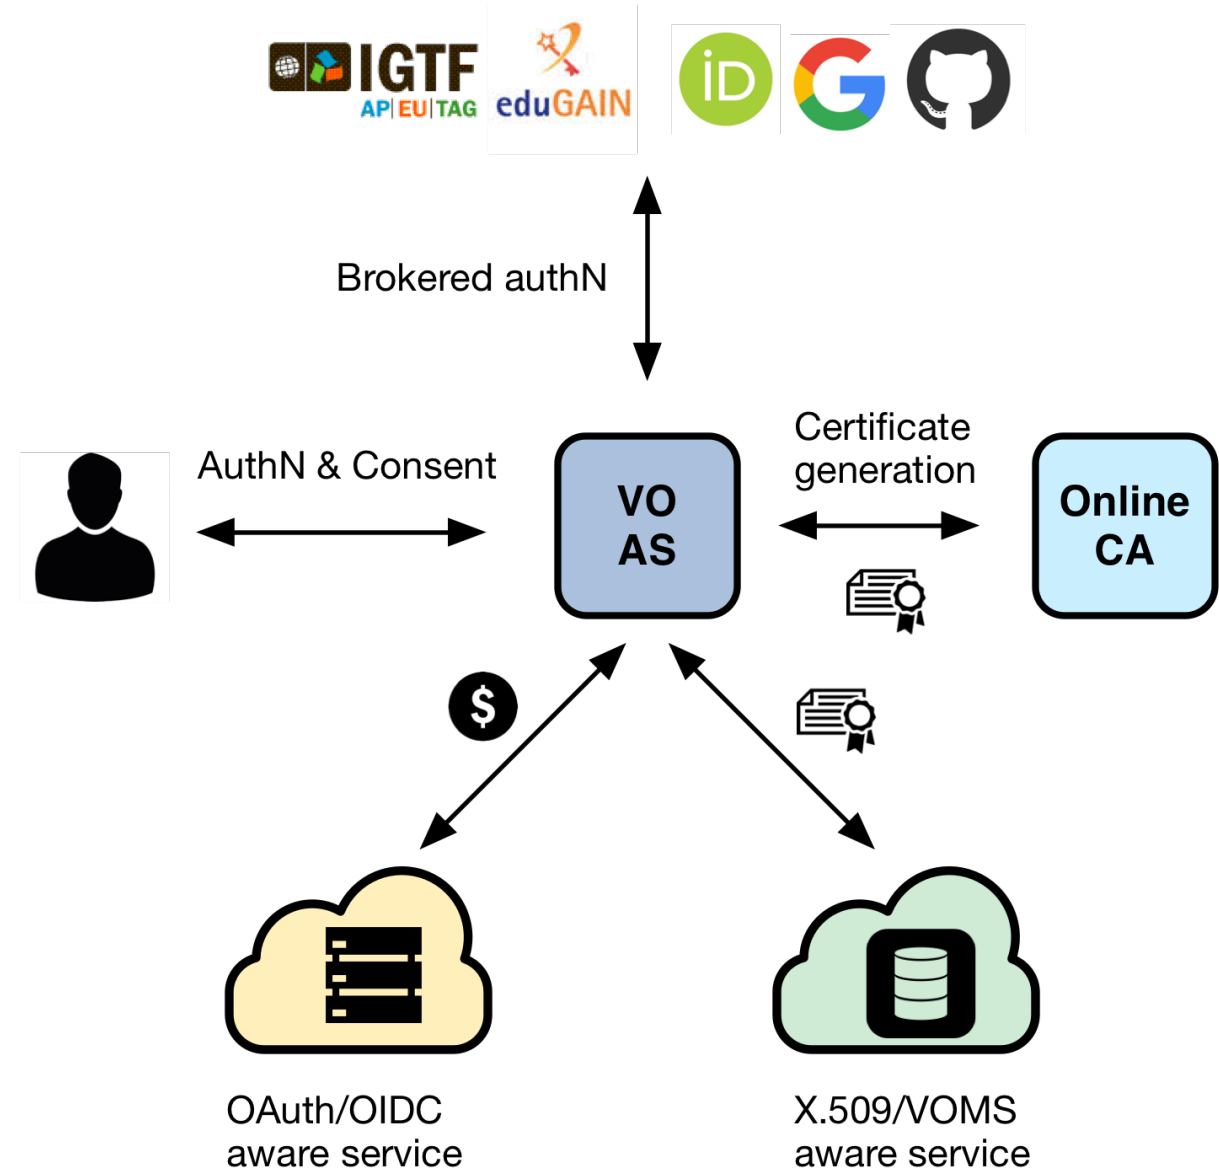 IGTF
AP|EU|TAG
eduGAIN
iD
Brokered authN
AuthN & Consent
VO
AS
Certificate
generation
Online
CA
$
OAuth/OIDC
aware service
X.509/VOMS
aware service